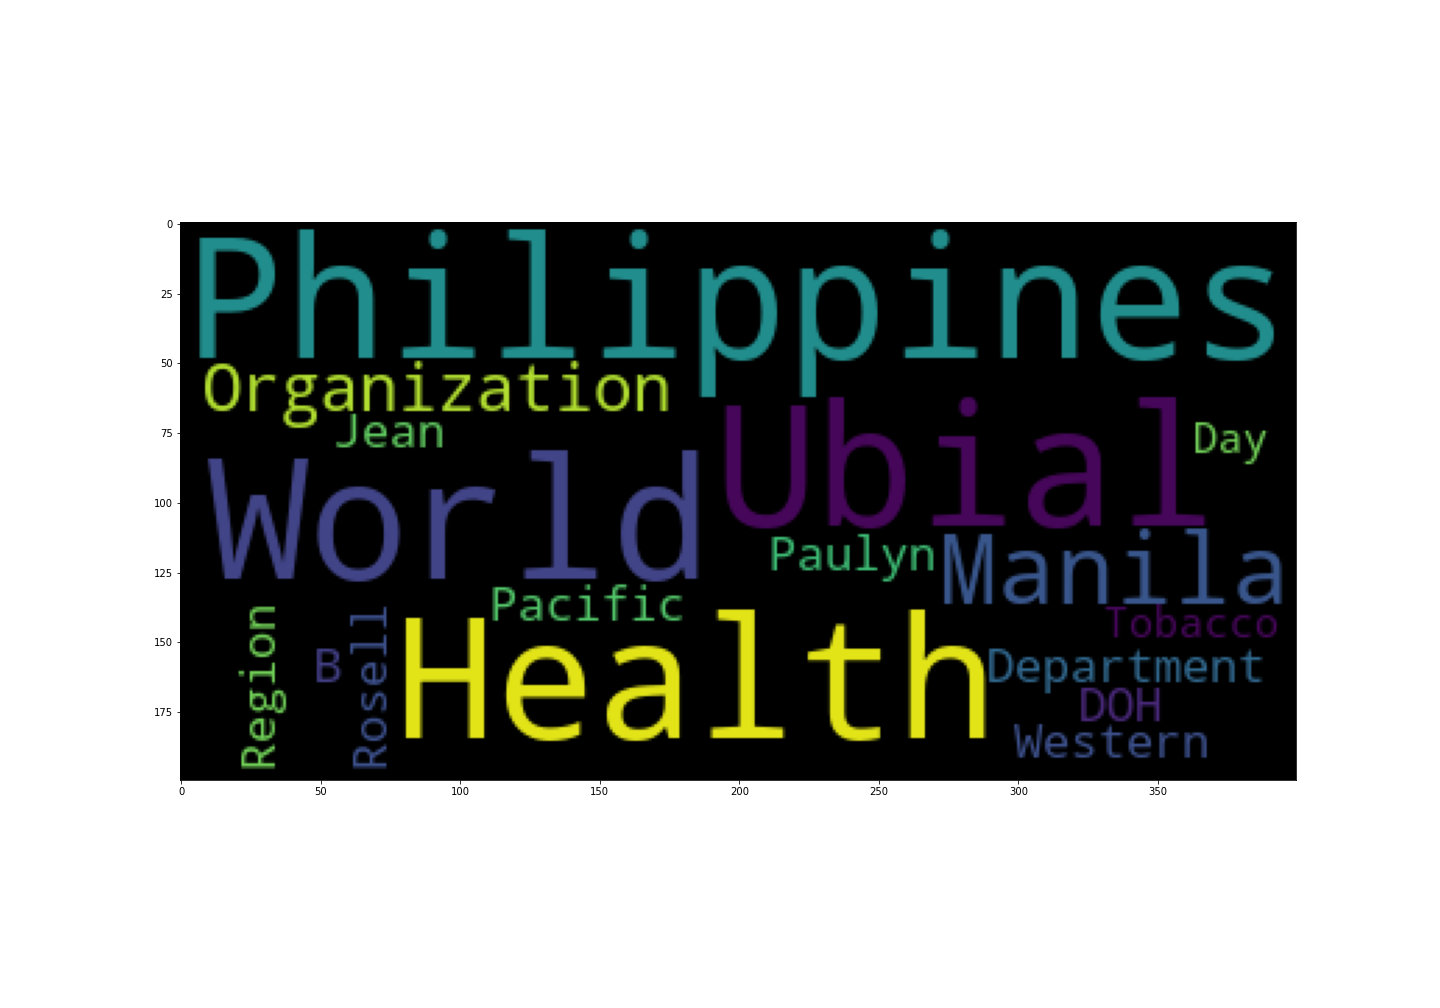 0
Philippines
25
50
Organization
Jean
Day
75
Ubial
World
100
Paulyn
Manila
125
Pacific
Tobacco
Region
B
Rosell
Health
150
Department
DOH
175
Western
0 50 100 150 200 250 300 350